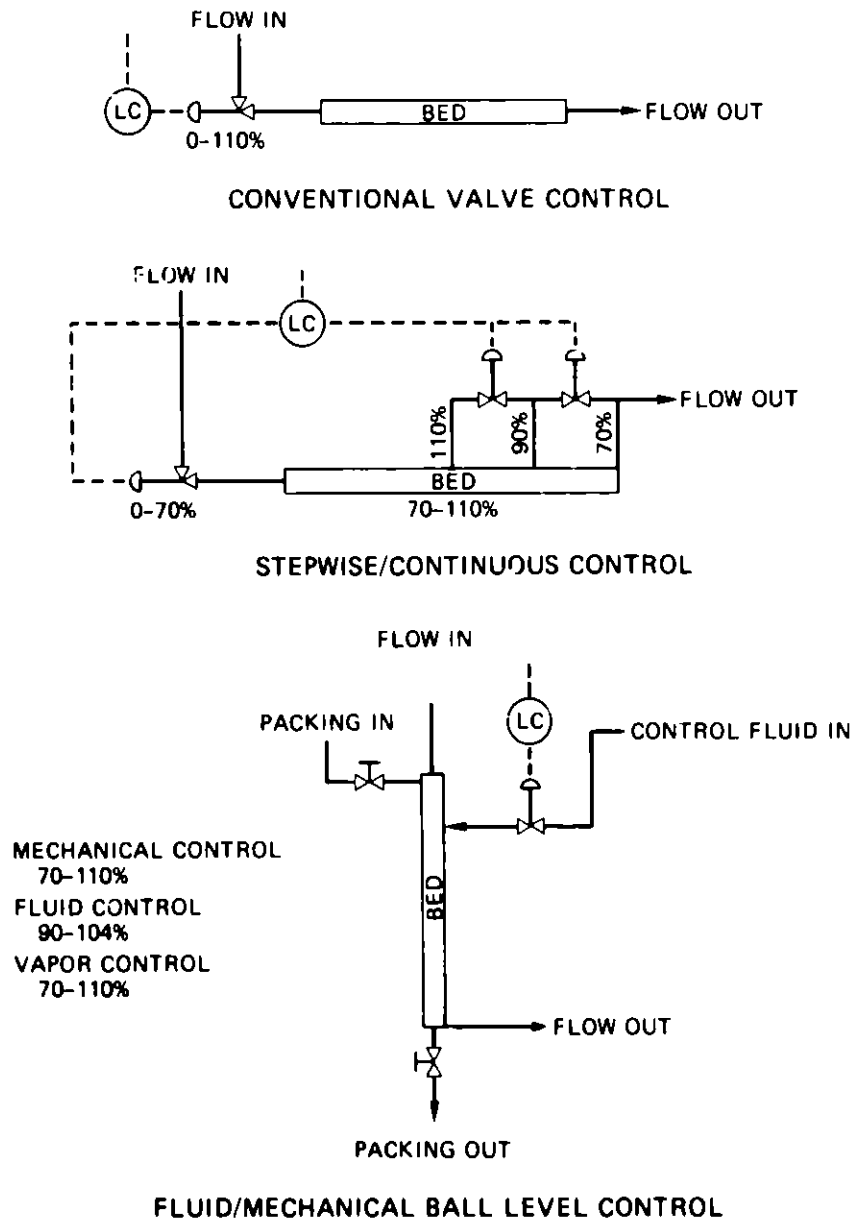 FLOW IN
LC
BED
FLOW OUT
0-110%
CONVENTIONAL VALVE CONTROL
FLOW IN
LC
FLOW OUT
110%
90%
70%
BED
0-70%
70-110%
STEPWISE/CONTINUOUS CONTROL
FLOW IN
PACKING IN
LC
CONTROL FLUID IN
MECHANICAL CONTROL
70-110%
FLUID CONTROL
90-104%
VAPOR CONTROL
70-110%
BED
FLOW OUT
PACKING OUT
FLUID/MECHANICAL BALL LEVEL CONTROL